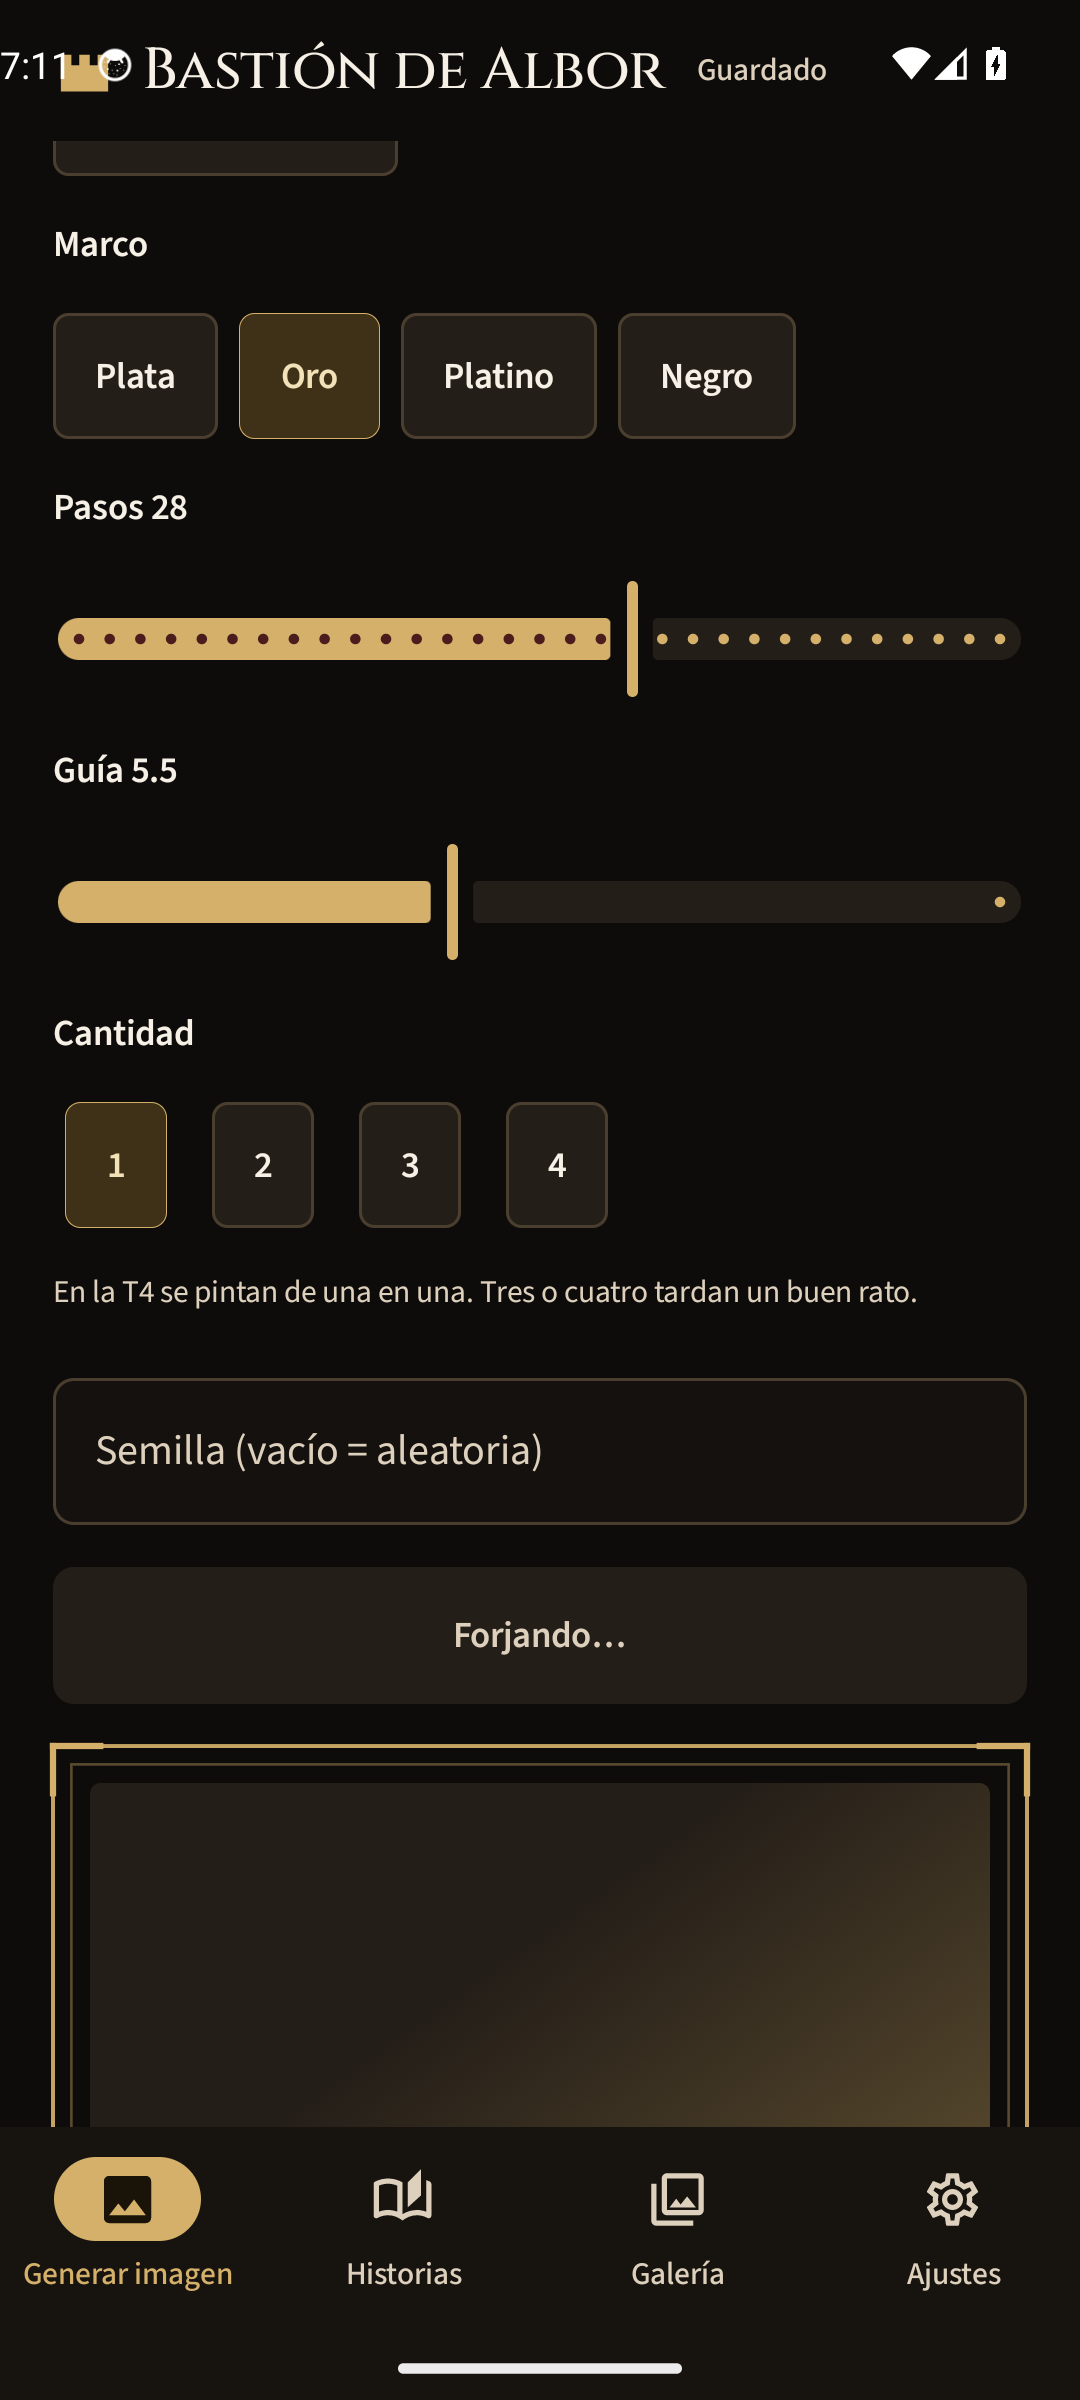 7:11
BASTIÓN DE ALBOR Guardado
Marco
Plata Oro Platino Negro
Pasos 28
Guía 5.5
Cantidad
1 2 3 4
En la T4 se pintan de una en una. Tres o cuatro tardan un buen rato.
Semilla (vacío = aleatoria)
Forjando...
Generar imagen Historias Galería Ajustes